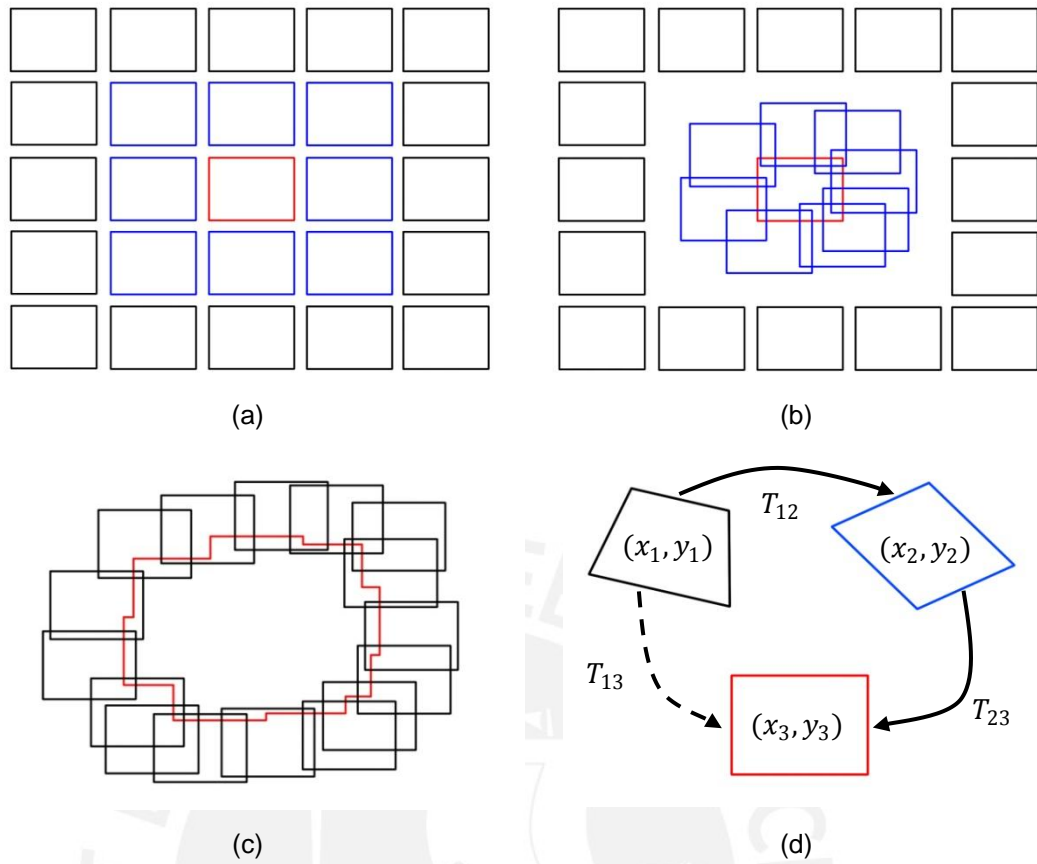 (a)
(b)
(c)
T₁₂
(x₁, y₁)
(x₂, y₂)
T₁₃
(x₃, y₃)
T₂₃
(d)